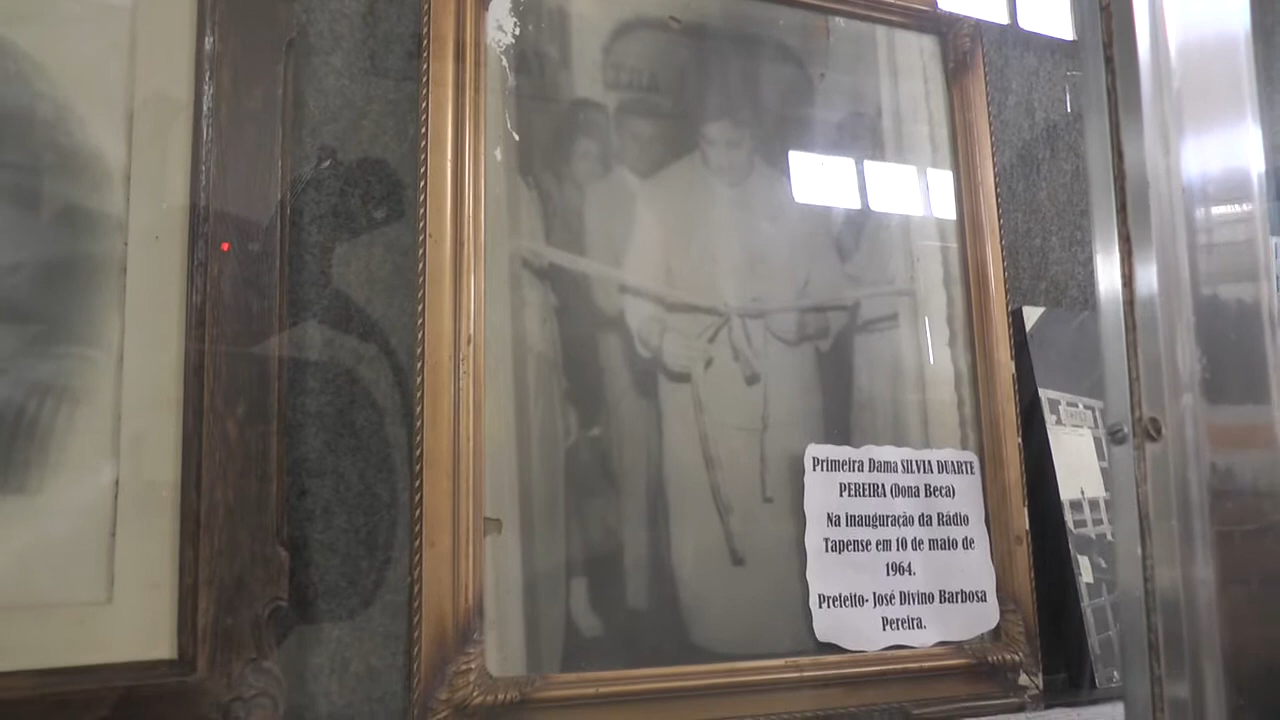 Primeira Dama SILVIA DUARTE
PEREIRA (Dona Beca)
Na inauguração da Rádio
Tapense em 10 de maio de
1964.
Prefeito- José Divino Barbosa
Pereira.